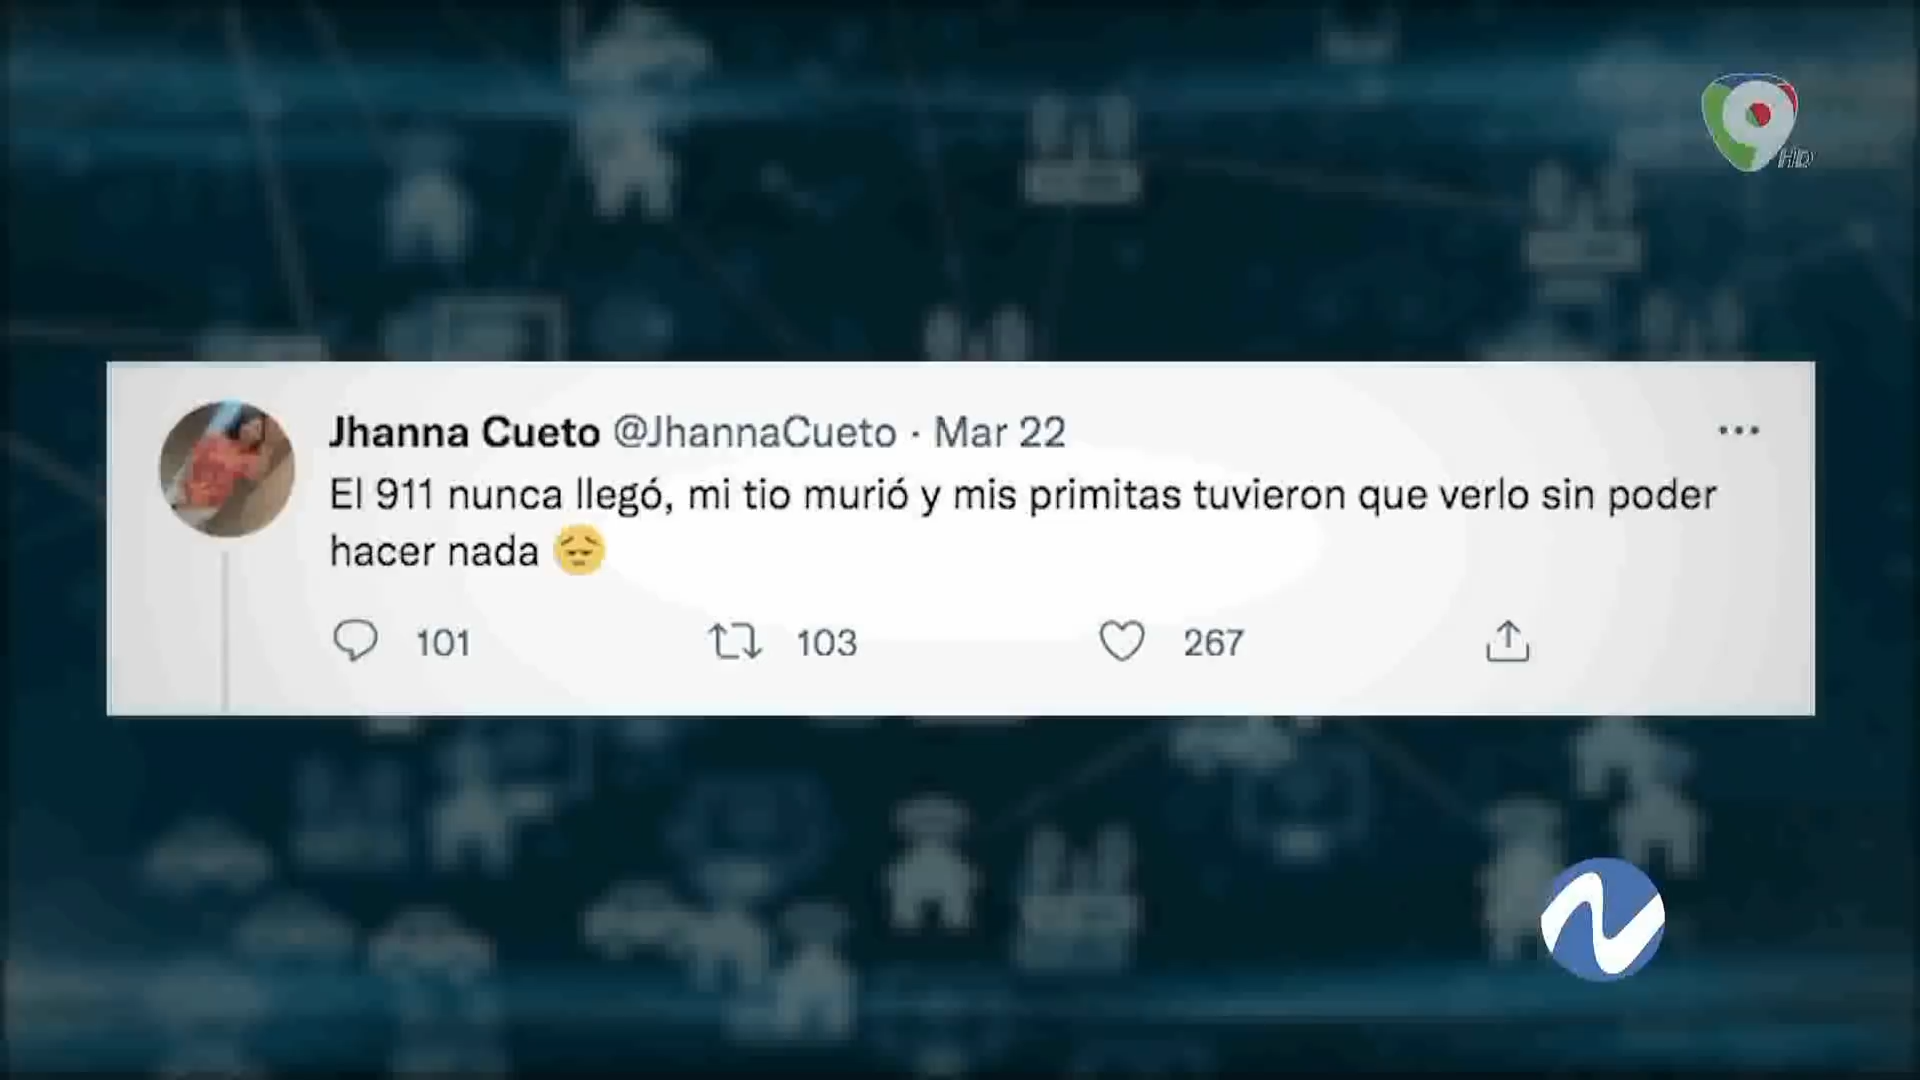 HD
Jhanna Cueto @JhannaCueto · Mar 22
El 911 nunca llegó, mi tio murió y mis primitas tuvieron que verlo sin poder
hacer nada 😔
101 103 267